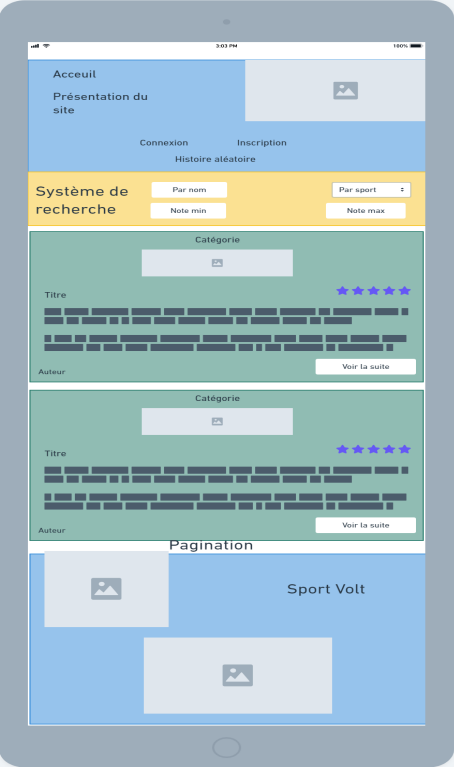 3:03 PM
100%
Acceuil
Présentation du
site
Connexion
Inscription
Histoire aléatoire
Système de
recherche
Par nom
Par sport
Note min
Note max
Catégorie
Titre
Auteur
Voir la suite
Catégorie
Titre
Auteur
Voir la suite
Pagination
Sport Volt